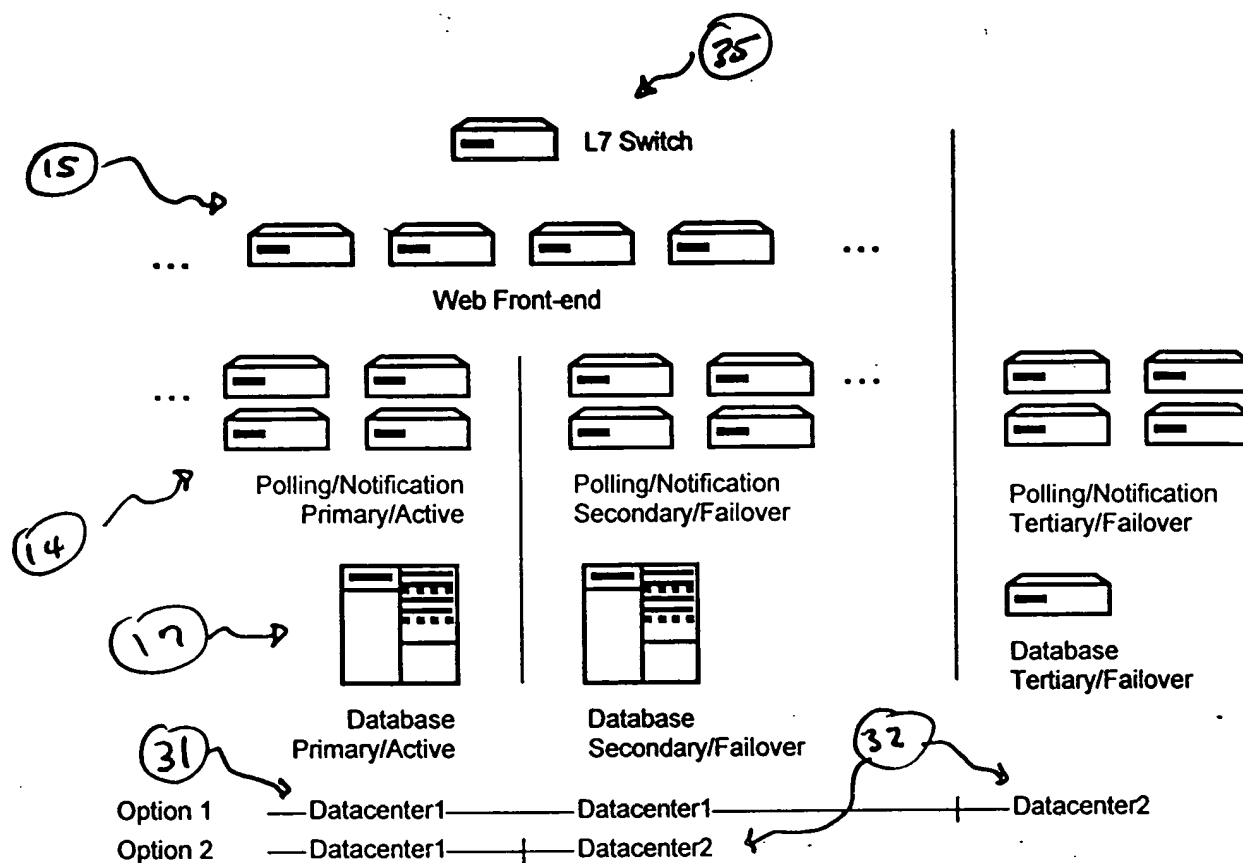 35
L7 Switch
15
... ...
Web Front-end
... ...
Polling/Notification Primary/Active
Polling/Notification Secondary/Failover
Polling/Notification Tertiary/Failover
14
17
Database Primary/Active
Database Secondary/Failover
Database Tertiary/Failover
31
32
Option 1 Datacenter1 Datacenter1 Datacenter2
Option 2 Datacenter1 Datacenter2